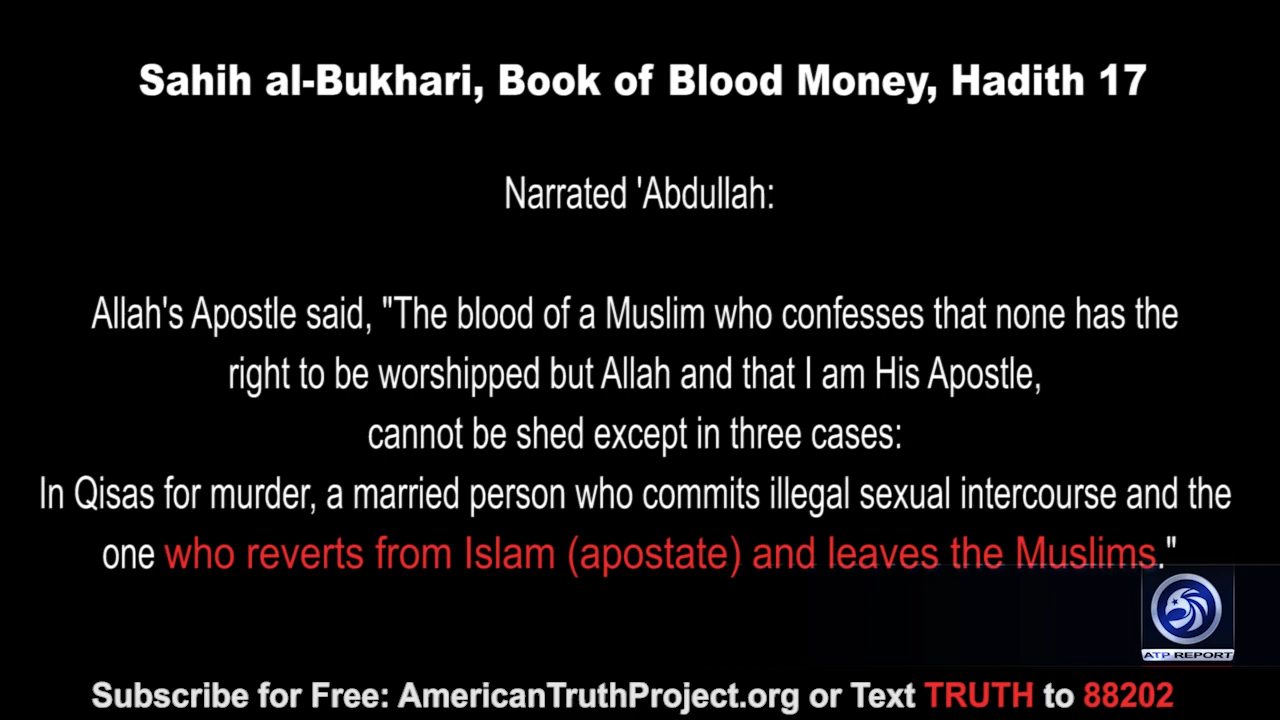 Sahih al-Bukhari, Book of Blood Money, Hadith 17
Narrated 'Abdullah:
Allah's Apostle said, "The blood of a Muslim who confesses that none has the
right to be worshipped but Allah and that I am His Apostle,
cannot be shed except in three cases:
In Qisas for murder, a married person who commits illegal sexual intercourse and the
one who reverts from Islam (apostate) and leaves the Muslims."
ATP REPORT
Subscribe for Free: AmericanTruthProject.org or Text TRUTH to 88202